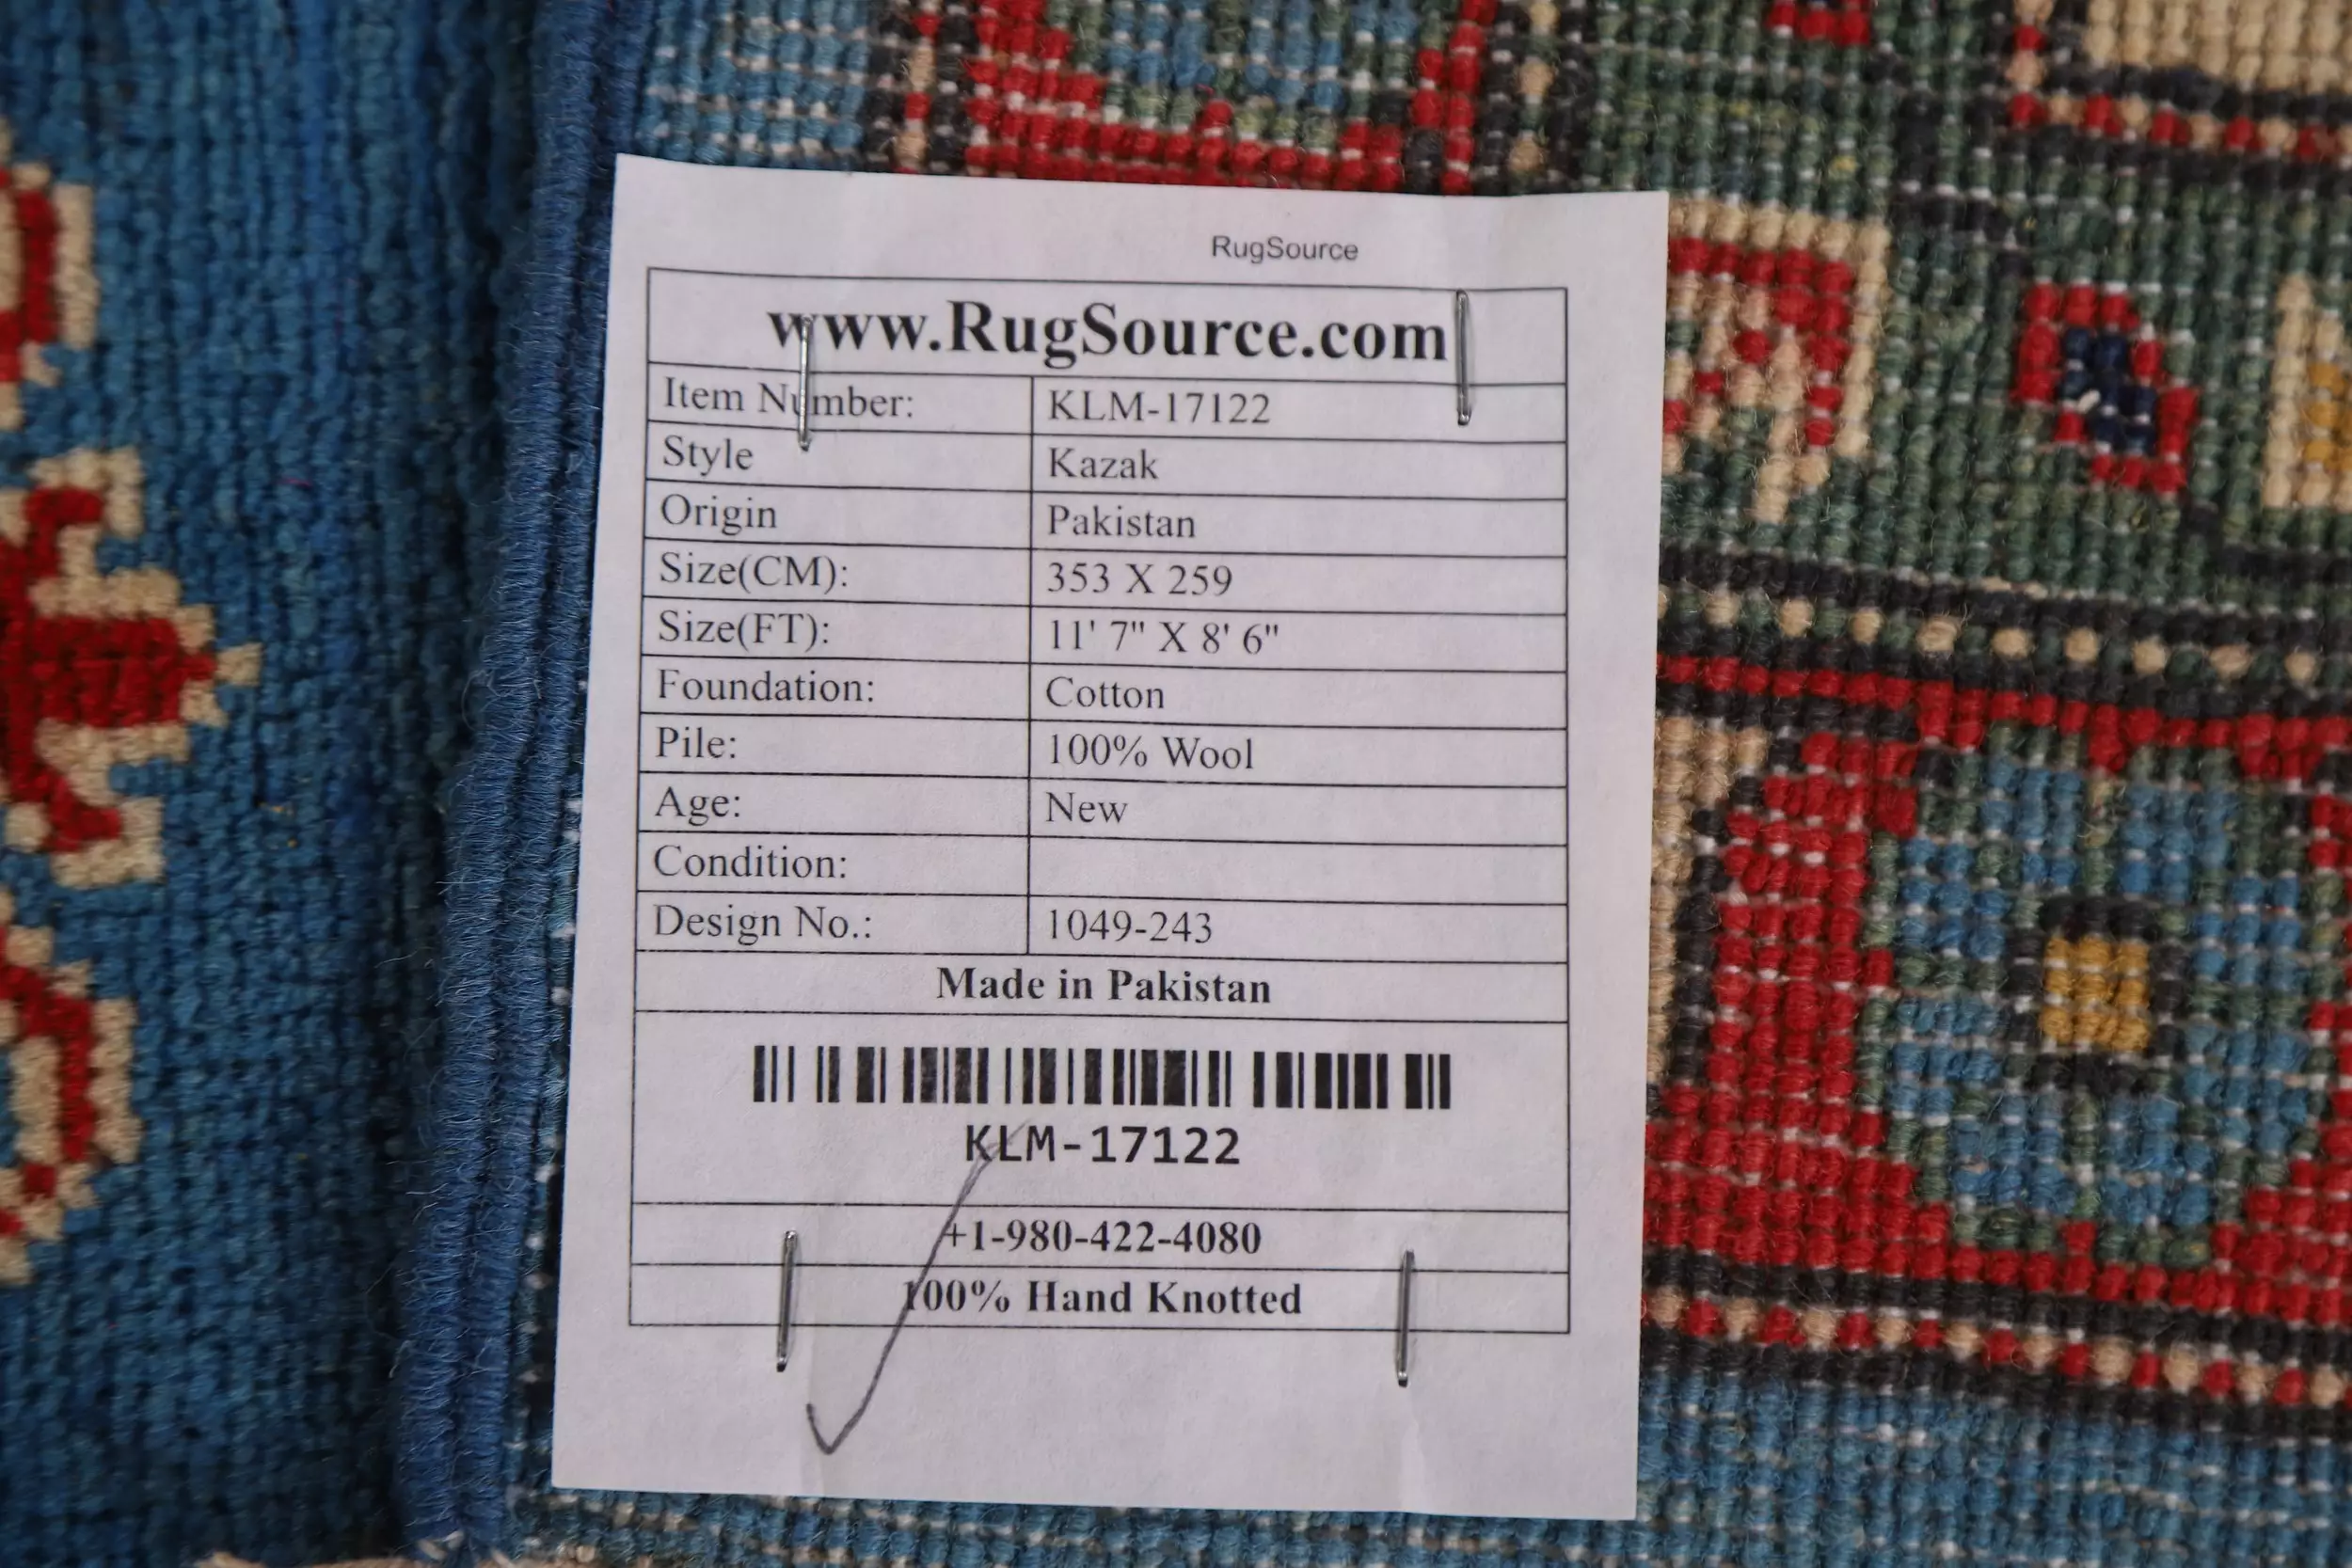 RugSource
www.RugSource.com
Item Number: KLM-17122
Style Kazak
Origin Pakistan
Size(CM): 353 X 259
Size(FT): 11' 7" X 8' 6"
Foundation: Cotton
Pile: 100% Wool
Age: New
Condition:
Design No.: 1049-243
Made in Pakistan
KLM-17122
+1-980-422-4080
100% Hand Knotted